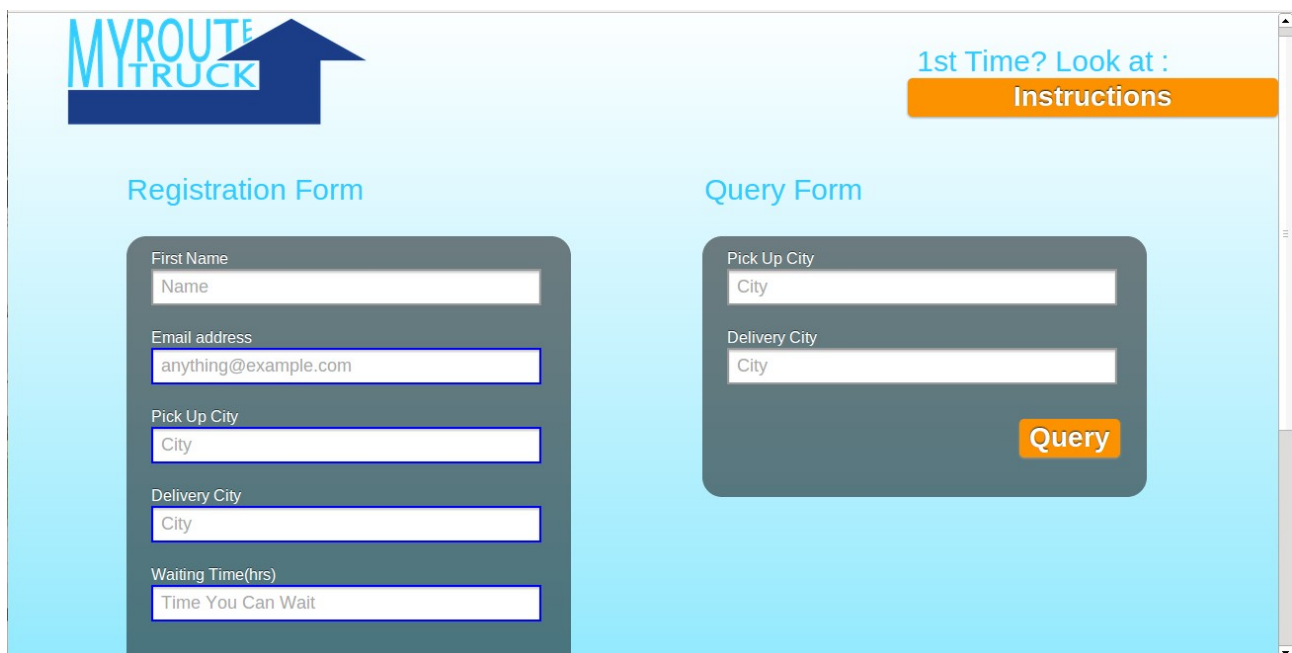 MYROUTE
TRUCK
1st Time? Look at :
Instructions
Registration Form
First Name
Name
Email address
anything@example.com
Pick Up City
City
Delivery City
City
Waiting Time(hrs)
Time You Can Wait
Query Form
Pick Up City
City
Delivery City
City
Query